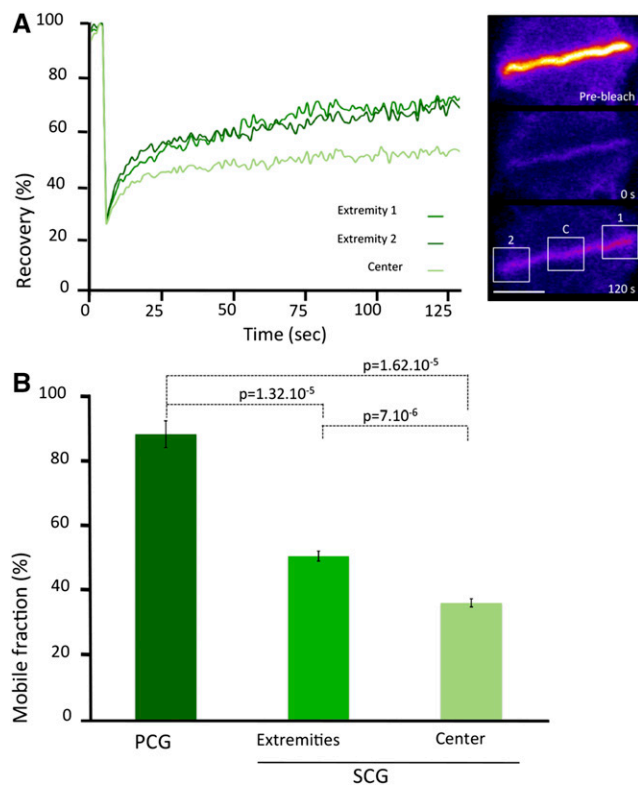 A
100
80
60
40
20
0
Recovery (%)
0
25
50
75
100
125
Time (sec)
Extremity 1
Extremity 2
Center
Pre-bleach
0 s
2
C
1
120 s
B
p=1.62.10-5
p=1.32.10-5
p=7.10-6
100
80
60
40
20
0
Mobile fraction (%)
PCG
Extremities
Center
SCG